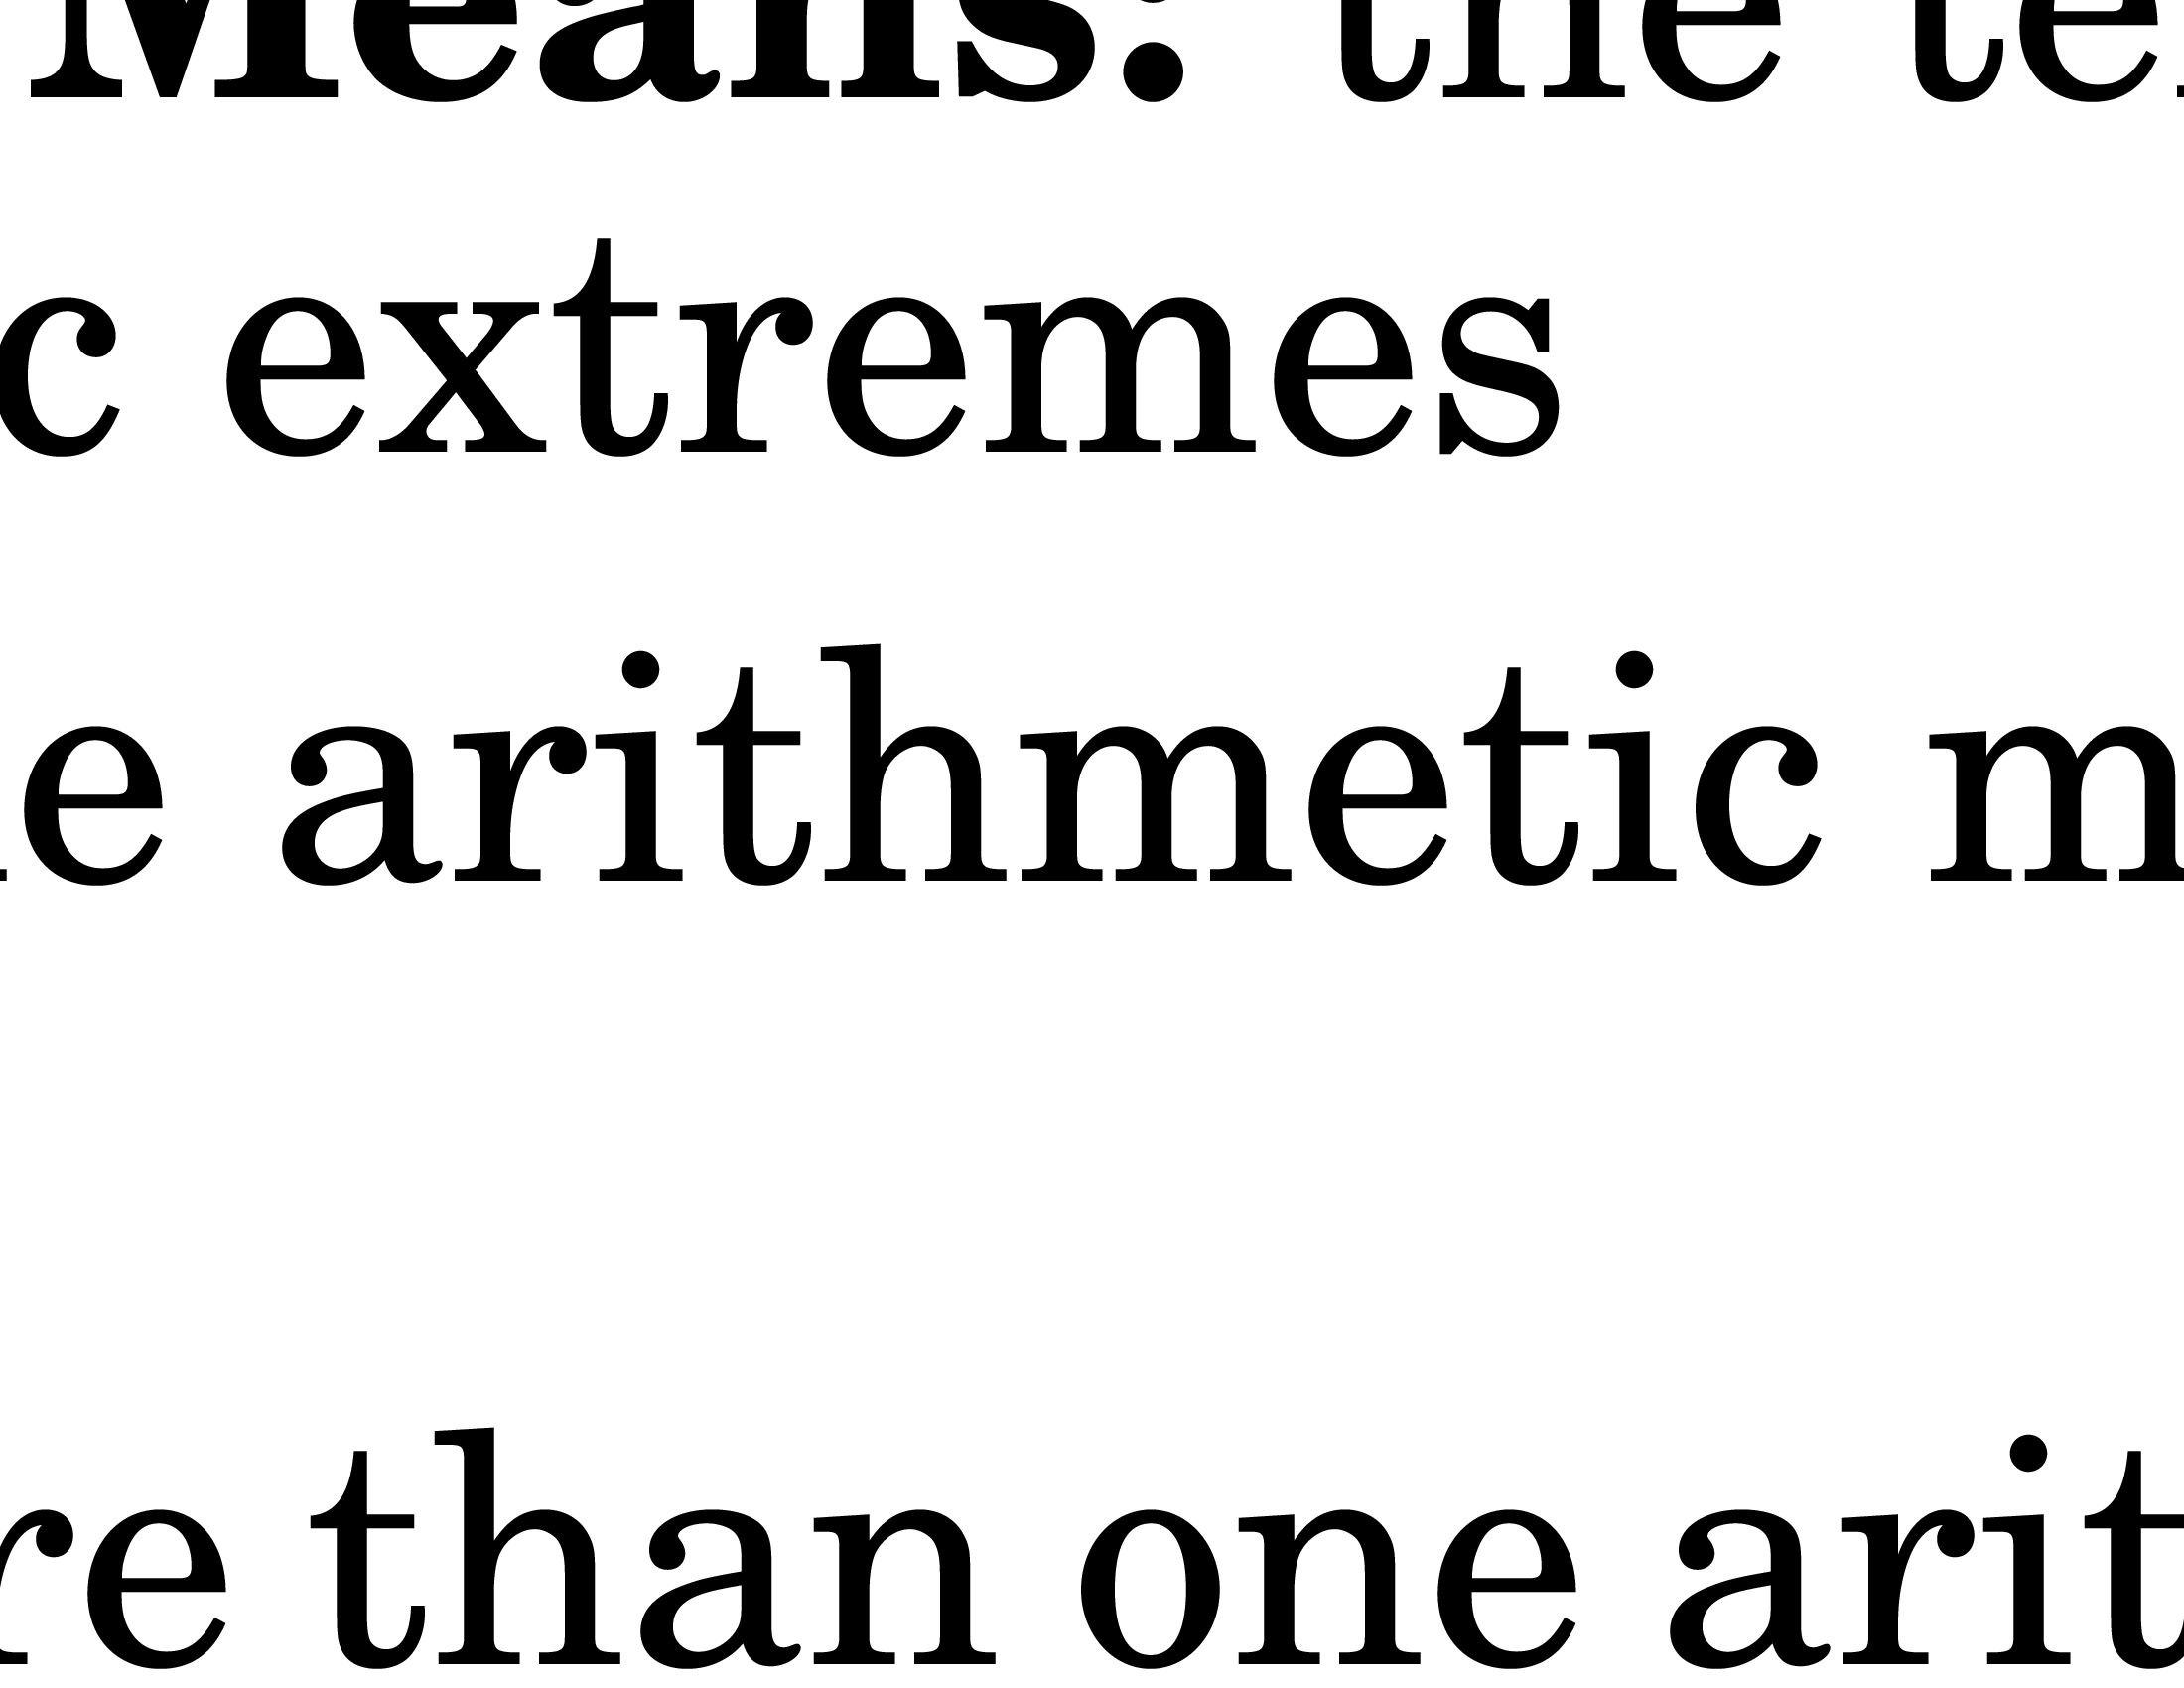 Means: the te
c extremes
e arithmetic m
re than one arit